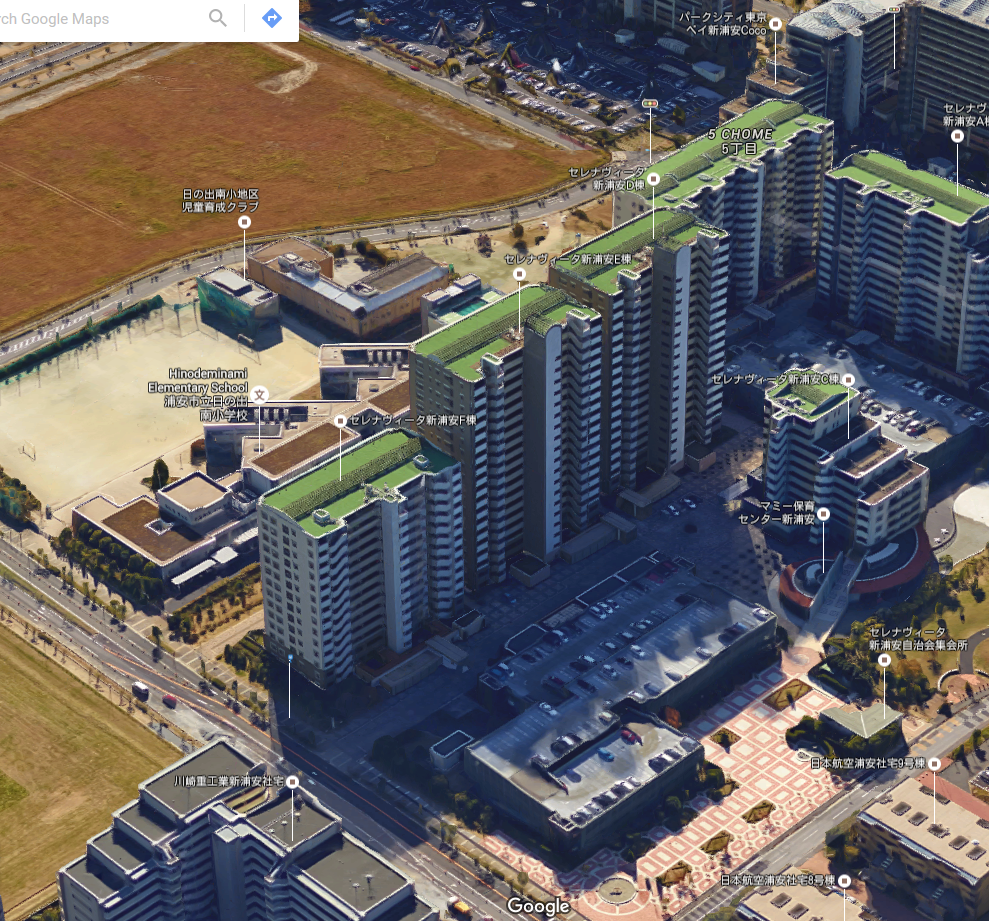 ch Google Maps
パークシティ東京
ベイ新浦安Coco
セレナヴ
新浦安A棟
5 CHOME
5丁目
セレナヴィータ
新浦安D棟
日の出南小地区
児童育成クラブ
セレナヴィータ新浦安E棟
Hinodeminami
Elementary School
浦安市立日の出
南小学校
文
セレナヴィータ新浦安C棟
セレナヴィータ新浦安F棟
マミー保育
センター新浦安
セレナヴィータ
新浦安自治会集会所
川崎重工業新浦安社宅
日本航空浦安社宅9号棟
日本航空浦安社宅8号棟
Google